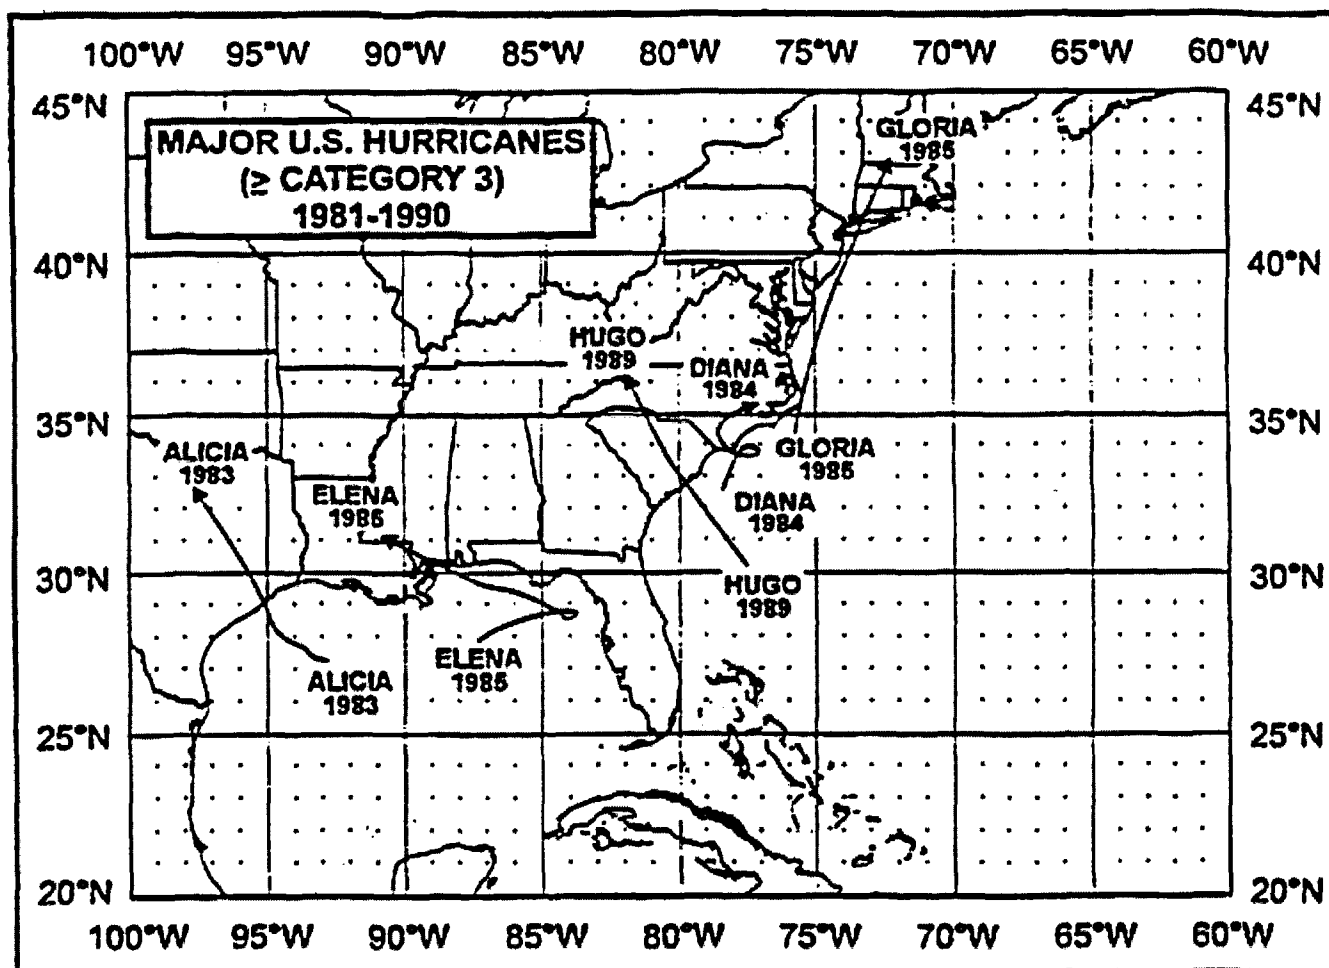 100°W 95°W 90°W 85°W 80°W 75°W 70°W 65°W 60°W
45°N 45°N
MAJOR U.S. HURRICANES
(≥ CATEGORY 3)
1981-1990
GLORIA
1985
40°N 40°N
HUGO
1989
DIANA
1984
35°N 35°N
ALICIA
1983
GLORIA
1985
ELENA
1985
DIANA
1984
30°N 30°N
HUGO
1989
ELENA
1985
ALICIA
1983
25°N 25°N
20°N 20°N
100°W 95°W 90°W 85°W 80°W 75°W 70°W 65°W 60°W